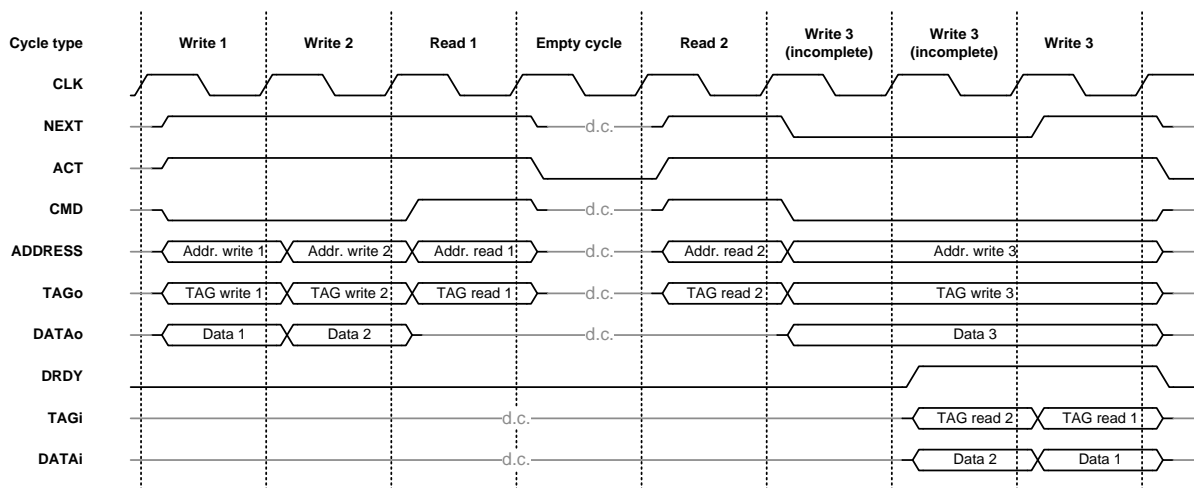 Cycle type Write 1 Write 2 Read 1 Empty cycle Read 2 Write 3 (incomplete) Write 3 (incomplete) Write 3
CLK
NEXT d.c.
ACT
CMD d.c.
ADDRESS Addr. write 1 Addr. write 2 Addr. read 1 d.c. Addr. read 2 Addr. write 3
TAGo TAG write 1 TAG write 2 TAG read 1 d.c. TAG read 2 TAG write 3
DATAo Data 1 Data 2 d.c. Data 3
DRDY
TAGi d.c. TAG read 2 TAG read 1
DATAi d.c. Data 2 Data 1